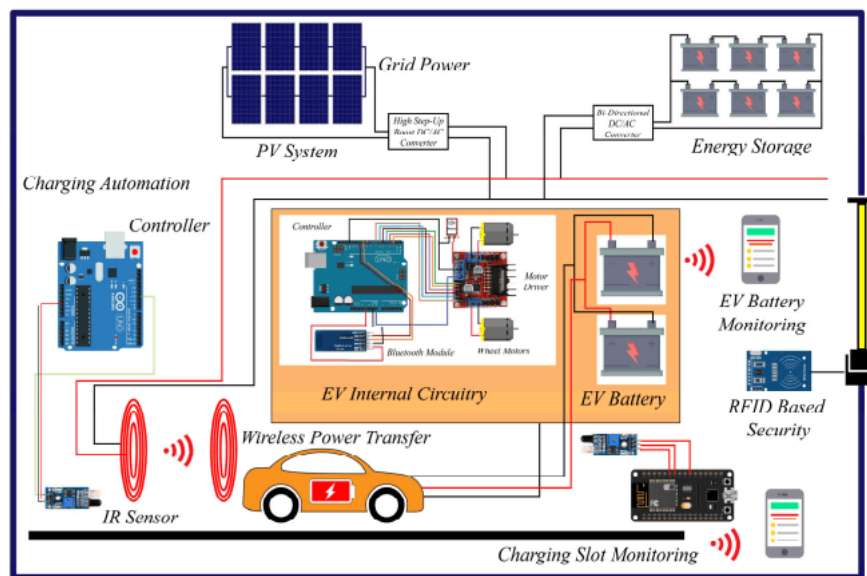 Grid Power
High Step-Up
Boost DC/AC
Converter
PV System
Bi-Directional
DC/AC
Converter
Energy Storage
Charging Automation
Controller
Controller
Motor
Driver
Bluetooth Module
Wheel Motors
EV Internal Circuitry
EV Battery
EV Battery
Monitoring
RFID Based
Security
Wireless Power Transfer
IR Sensor
Charging Slot Monitoring